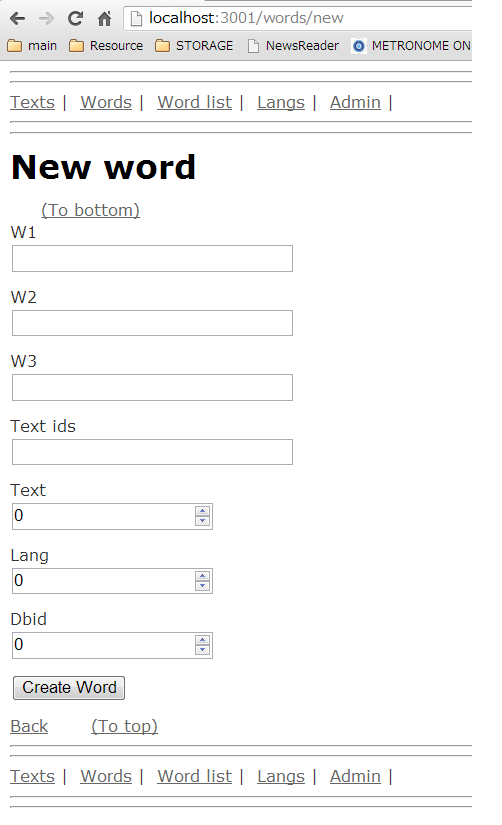 localhost:3001/words/new
main Resource STORAGE NewsReader METRONOME ON
Texts | Words | Word list | Langs | Admin |
New word
(To bottom)
W1
W2
W3
Text ids
Text
0
Lang
0
Dbid
0
Create Word
Back (To top)
Texts | Words | Word list | Langs | Admin |